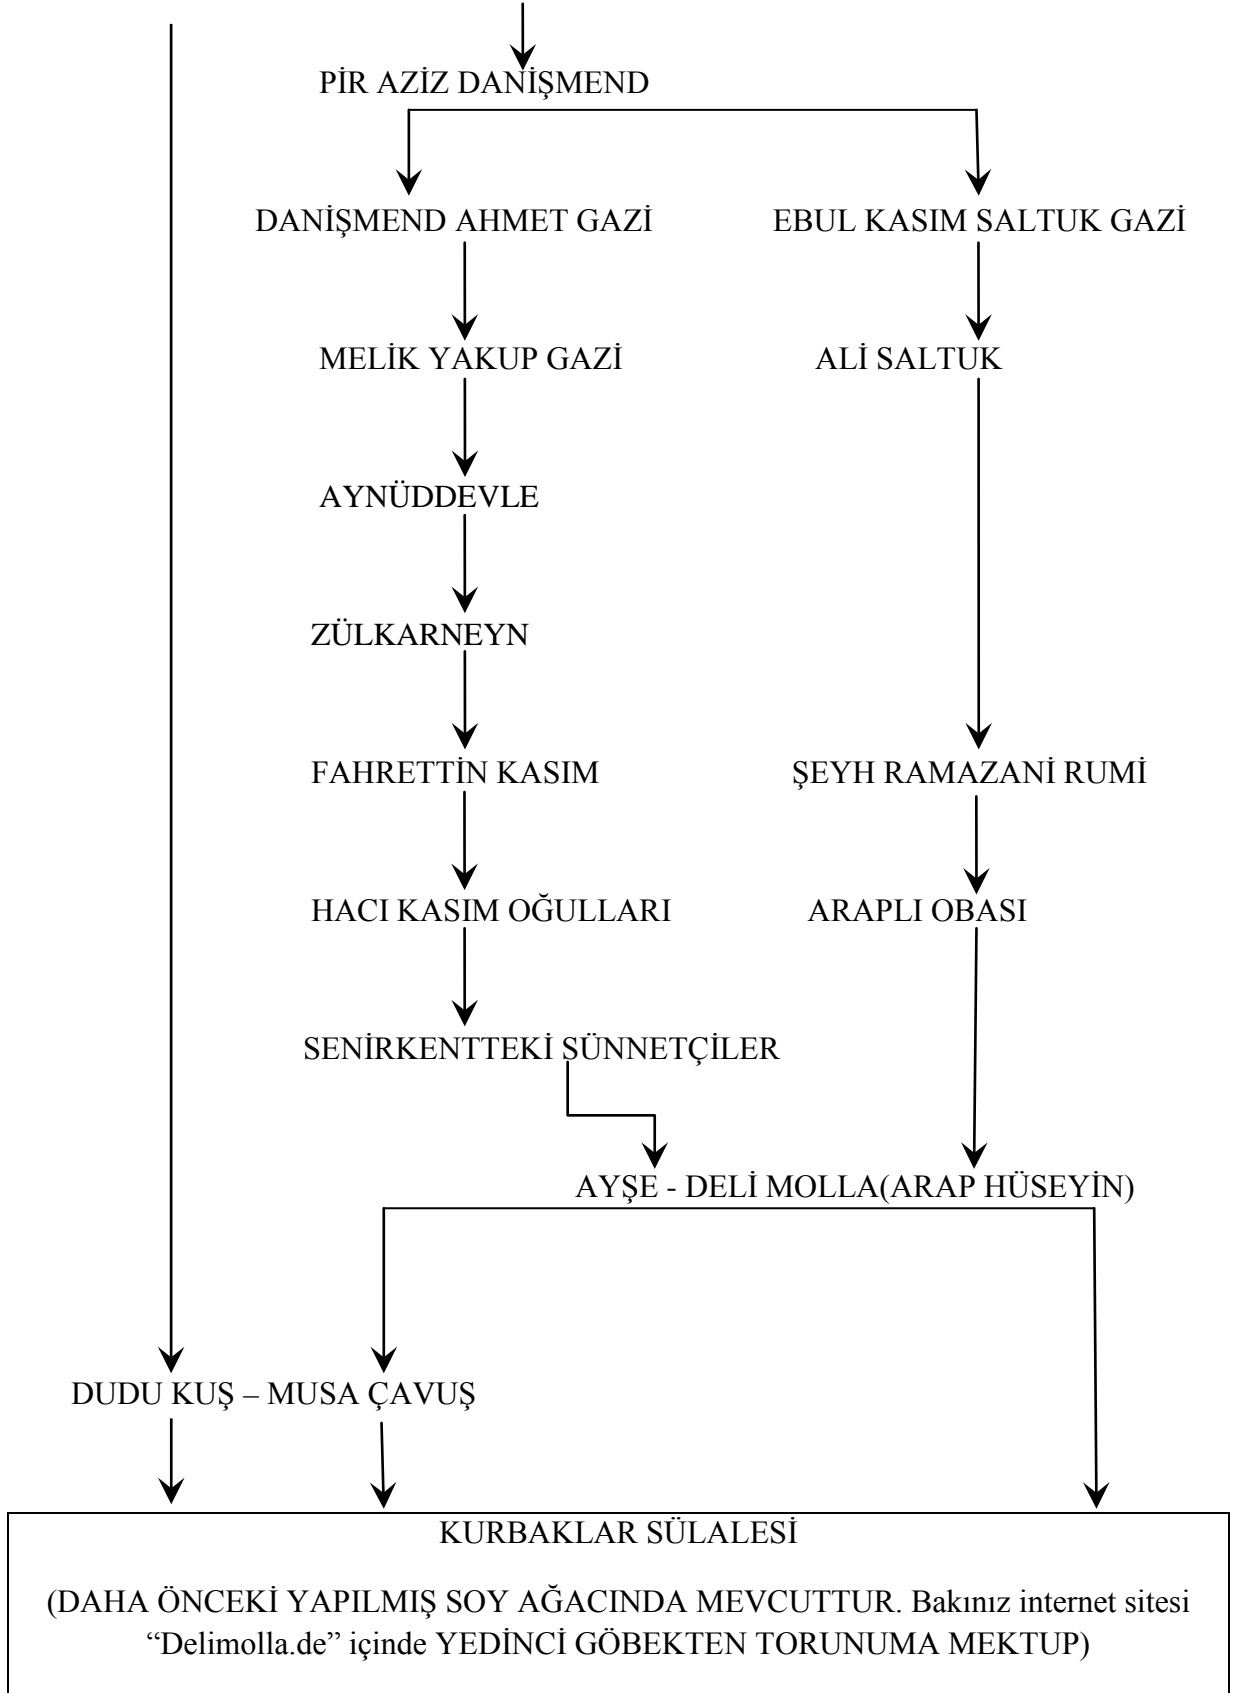 PİR AZİZ DANİŞMEND
DANİŞMEND AHMET GAZİ
EBUL KASIM SALTUK GAZİ
MELİK YAKUP GAZİ
ALİ SALTUK
AYNÜDDEVLE
ZÜLKARNEYN
FAHRETTİN KASIM
ŞEYH RAMAZANİ RUMİ
HACI KASIM OĞULLARI
ARAPLI OBASI
SENİRKENTTEKİ SÜNNETÇİLER
AYŞE - DELİ MOLLA(ARAP HÜSEYİN)
DUDU KUŞ – MUSA ÇAVUŞ
KURBAKLAR SÜLALESİ
(DAHA ÖNCEKİ YAPILMIŞ SOY AĞACINDA MEVCUTTUR. Bakınız internet sitesi
“Delimolla.de” içinde YEDİNCİ GÖBEKTEN TORUNUMA MEKTUP)